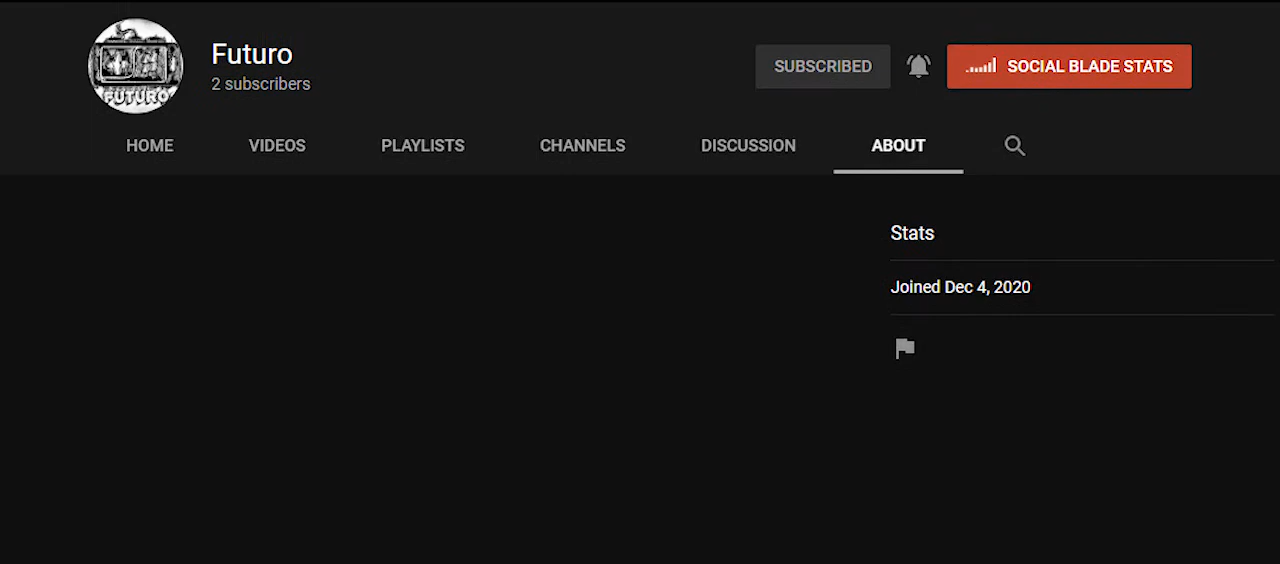 FUTURO
Futuro
2 subscribers
SUBSCRIBED
SOCIAL BLADE STATS
HOME VIDEOS PLAYLISTS CHANNELS DISCUSSION ABOUT
Stats
Joined Dec 4, 2020